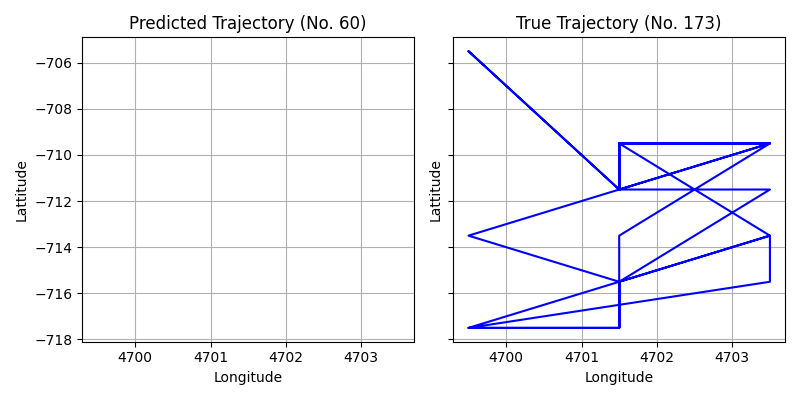 Predicted Trajectory (No. 60)
True Trajectory (No. 173)
−706
−708
−710
−712
−714
−716
−718
Lattitude
Lattitude
4700 4701 4702 4703
4700 4701 4702 4703
Longitude
Longitude